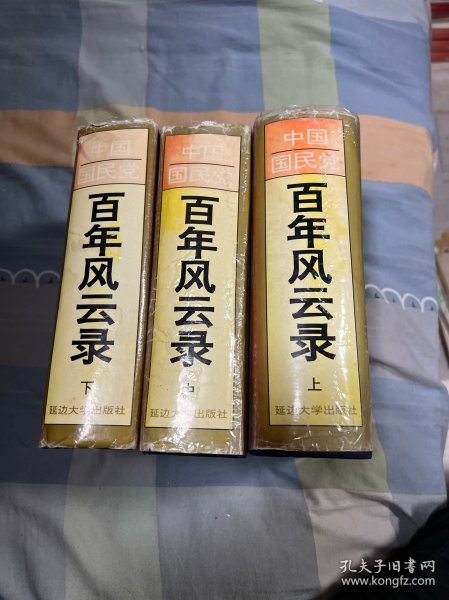 中国
国民党
百年风云录
下
延边大学出版社
中国
国民党
百年风云录
中
延边大学出版社
中国
国民党
百年风云录
上
延边大学出版社
孔夫子旧书网
www.kongfz.com